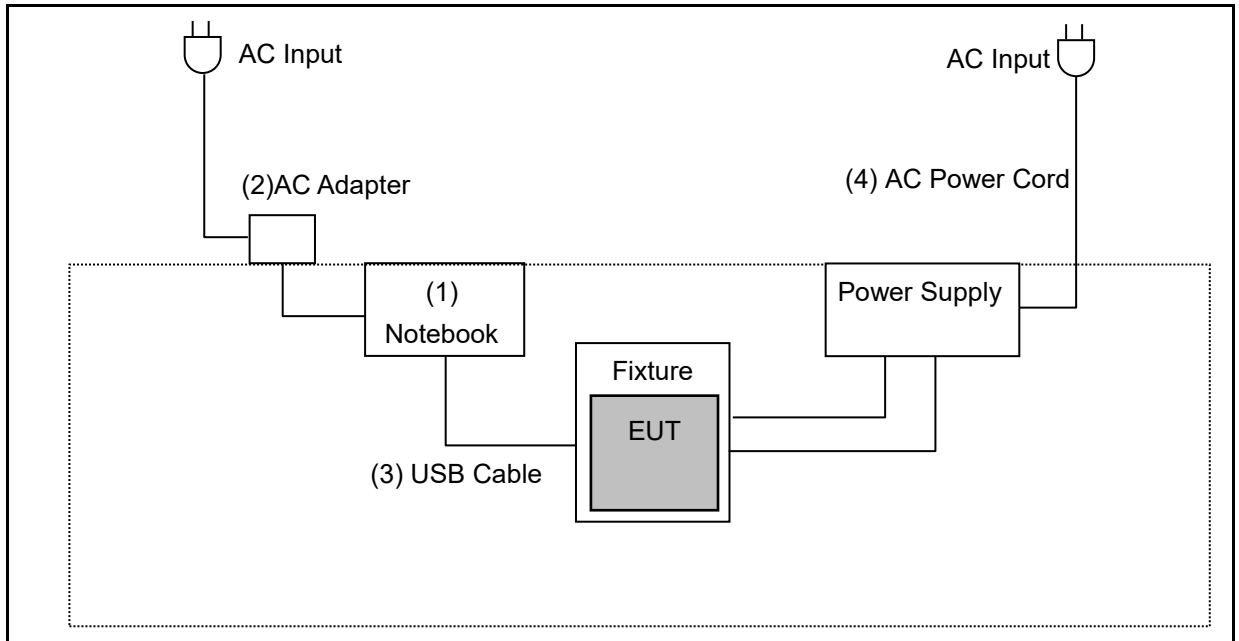 AC Input
AC Input
(2)AC Adapter
(4) AC Power Cord
(1)
Notebook
Power Supply
Fixture
EUT
(3) USB Cable